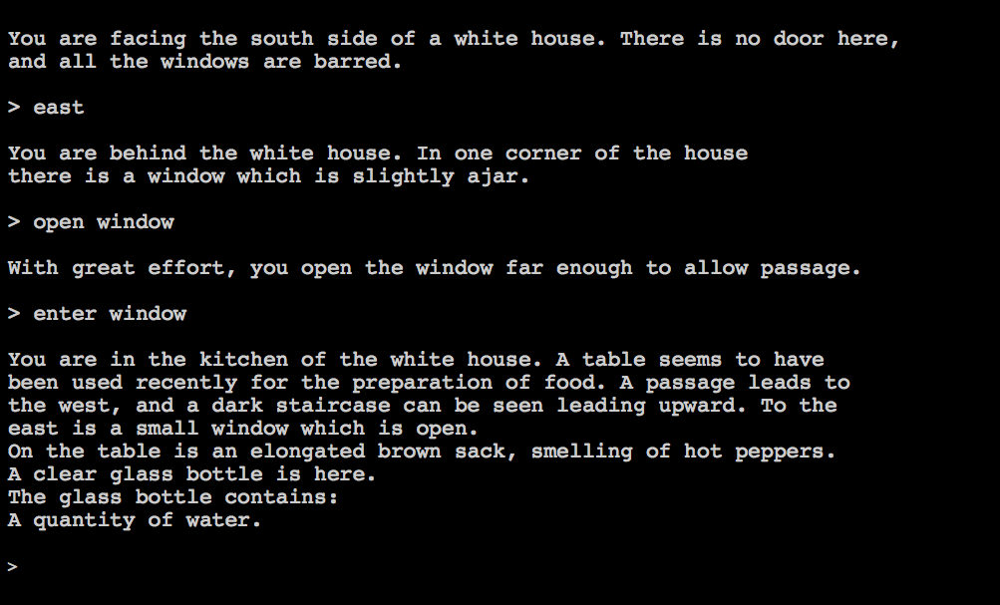 You are facing the south side of a white house. There is no door here,
and all the windows are barred.
> east
You are behind the white house. In one corner of the house
there is a window which is slightly ajar.
> open window
With great effort, you open the window far enough to allow passage.
> enter window
You are in the kitchen of the white house. A table seems to have
been used recently for the preparation of food. A passage leads to
the west, and a dark staircase can be seen leading upward. To the
east is a small window which is open.
On the table is an elongated brown sack, smelling of hot peppers.
A clear glass bottle is here.
The glass bottle contains:
A quantity of water.
>